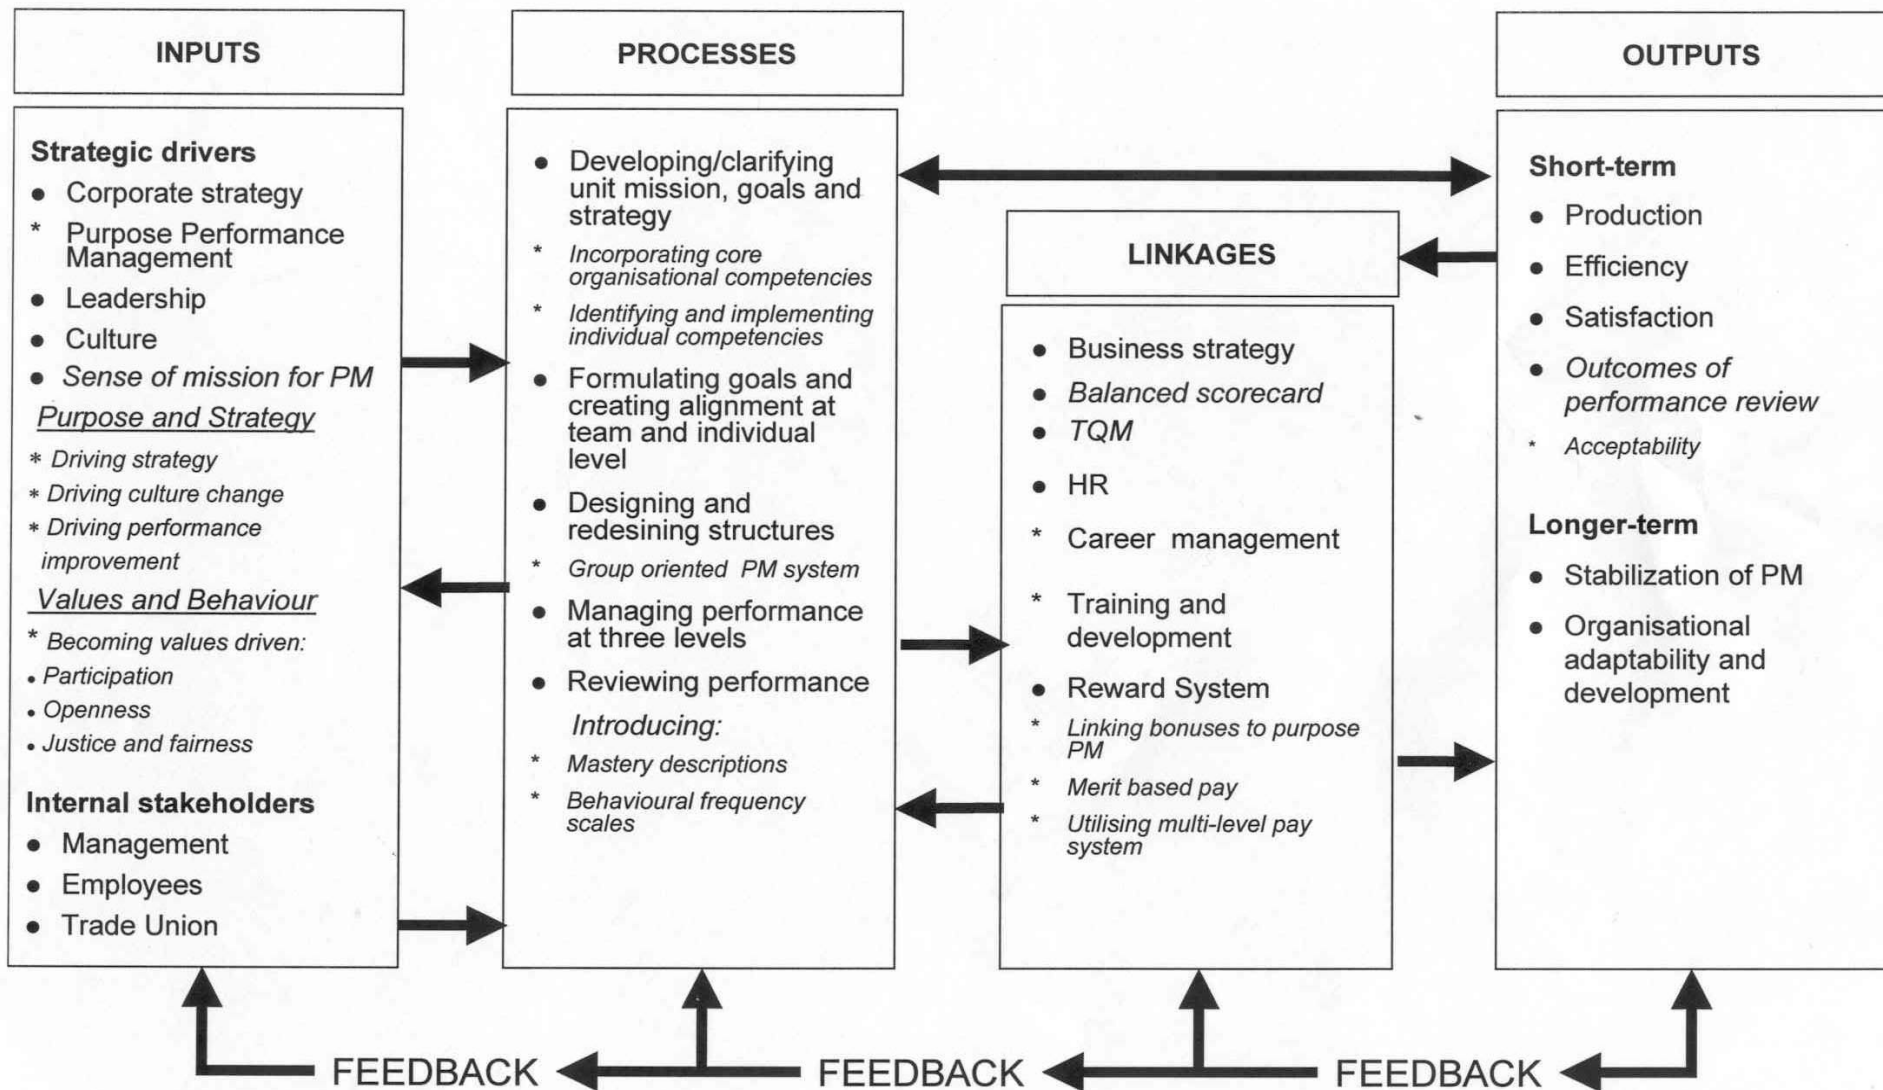 INPUTS
Strategic drivers
● Corporate strategy
* Purpose Performance
Management
● Leadership
● Culture
● Sense of mission for PM
Purpose and Strategy
* Driving strategy
* Driving culture change
* Driving performance
improvement
Values and Behaviour
* Becoming values driven:
• Participation
• Openness
• Justice and fairness
Internal stakeholders
● Management
● Employees
● Trade Union
PROCESSES
● Developing/clarifying
unit mission, goals and
strategy
* Incorporating core
organisational competencies
* Identifying and implementing
individual competencies
● Formulating goals and
creating alignment at
team and individual
level
● Designing and
redesining structures
* Group oriented PM system
● Managing performance
at three levels
● Reviewing performance
Introducing:
* Mastery descriptions
* Behavioural frequency
scales
LINKAGES
● Business strategy
● Balanced scorecard
● TQM
● HR
* Career management
* Training and
development
● Reward System
* Linking bonuses to purpose
PM
* Merit based pay
* Utilising multi-level pay
system
OUTPUTS
Short-term
● Production
● Efficiency
● Satisfaction
● Outcomes of
performance review
* Acceptability
Longer-term
● Stabilization of PM
● Organisational
adaptability and
development
FEEDBACK
FEEDBACK
FEEDBACK